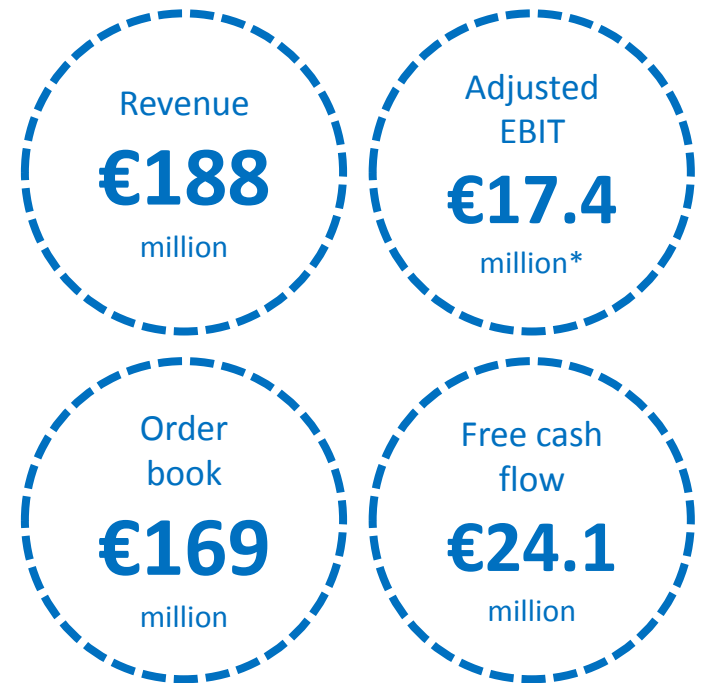 Revenue
€188
million
Adjusted
EBIT
€17.4
million*
Order
book
€169
million
Free cash
flow
€24.1
million